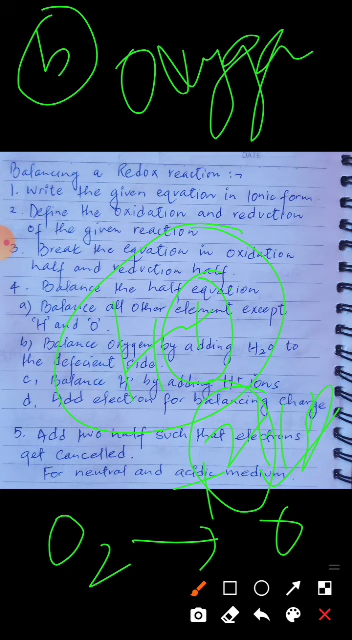 b oxygen
DATE
Balancing a Redox reaction :-
1. Write the given equation in Ionic form.
2. Define the oxidation and reduction
of the given reaction
3. Break the equation in oxidation
half and reduction half.
4. Balance the half equation
a) Balance all other element except
'H' and 'O'.
b) Balance oxygen by adding H2O to
the deficient side.
c, Balance H by adding H+ ions
d, Add electron for balancing charge
5. Add two half such that electrons
get cancelled.
For neutral and acidic medium
O2 →